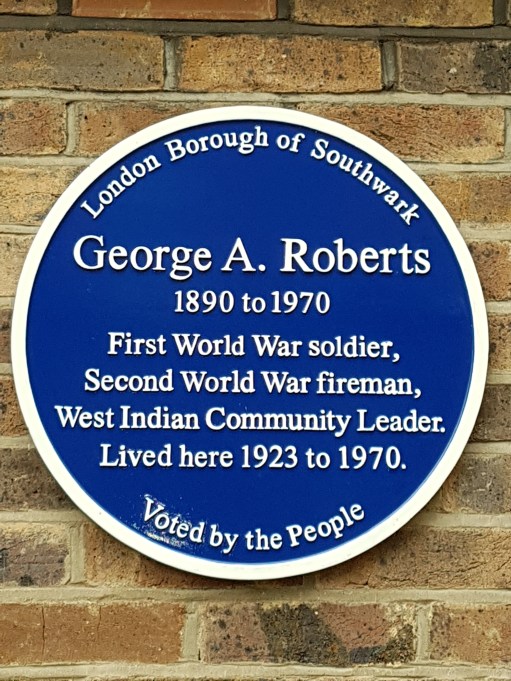 London Borough of Southwark
George A. Roberts
1890 to 1970
First World War soldier,
Second World War fireman,
West Indian Community Leader.
Lived here 1923 to 1970.
Voted by the People